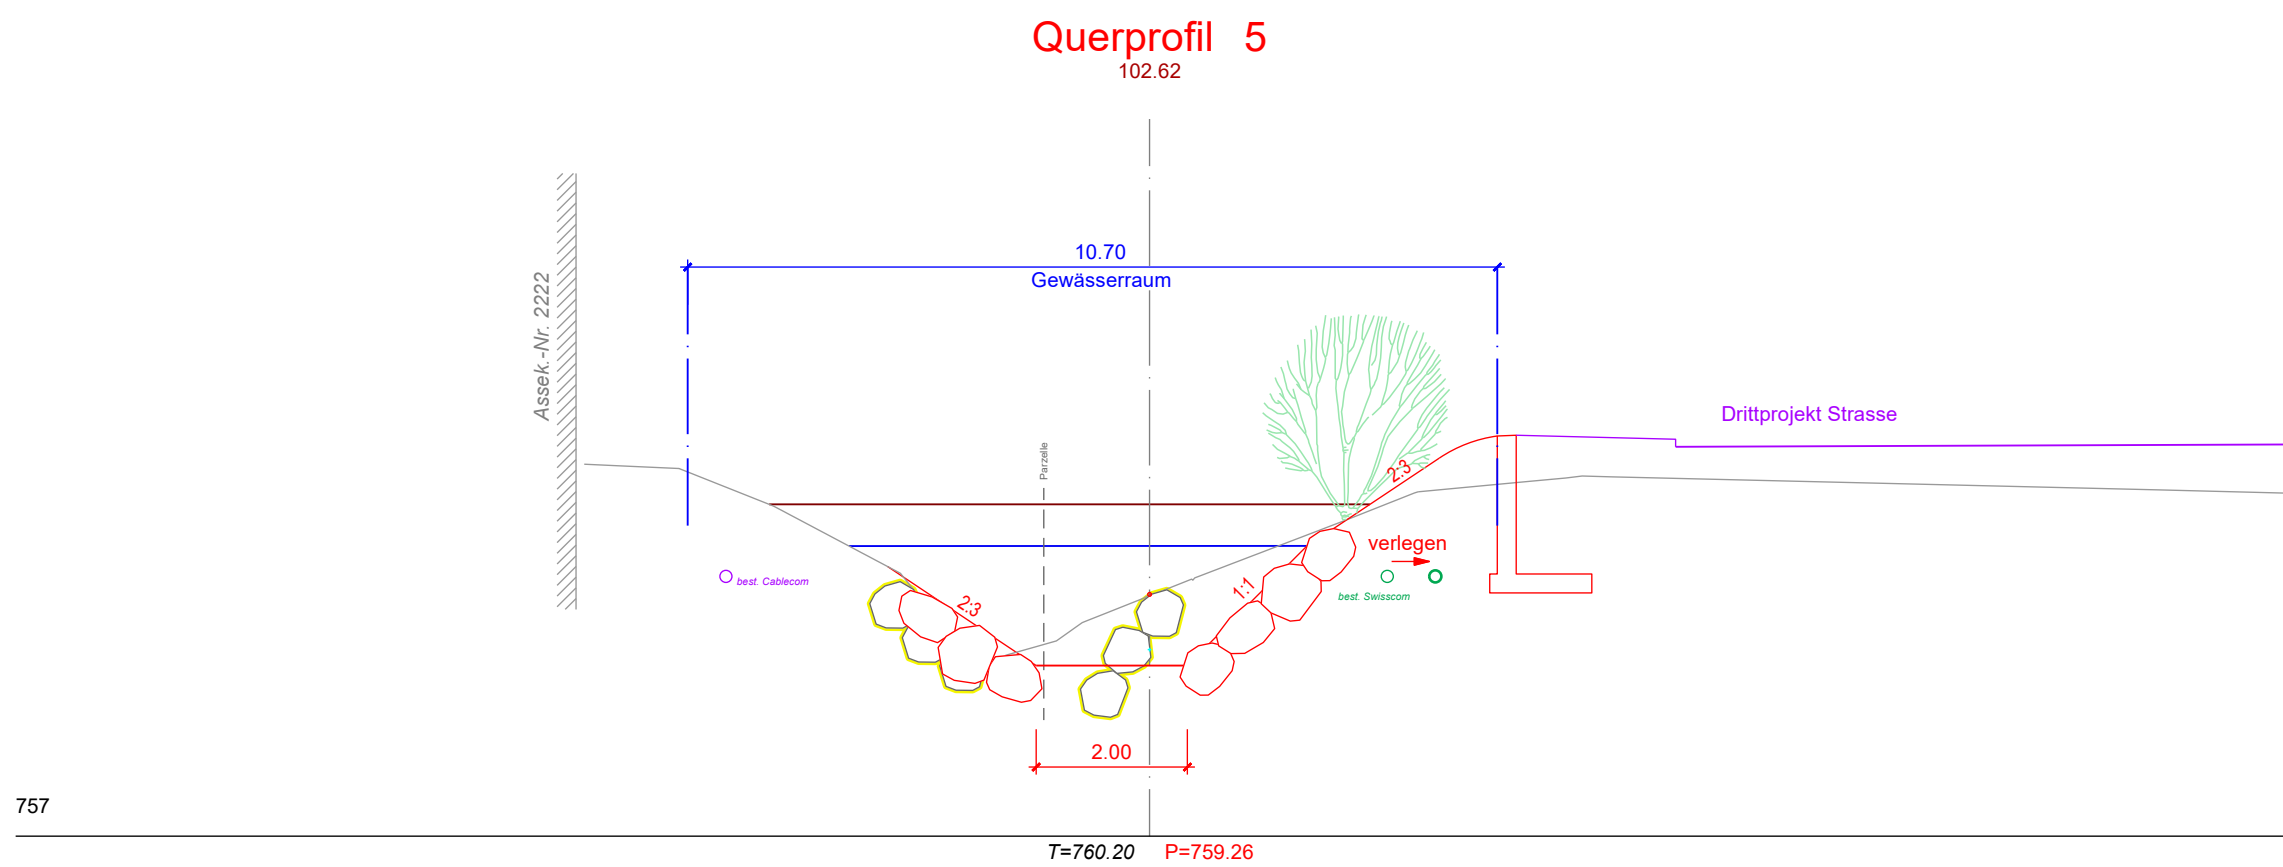 Querprofil 5
102.62
10.70
Gewässerraum
Assek.-Nr. 2222
Drittprojekt Strasse
Parzelle
2:3
verlegen
best. Cablecom
best. Swisscom
1:1
2:3
2.00
757
T=760.20 P=759.26